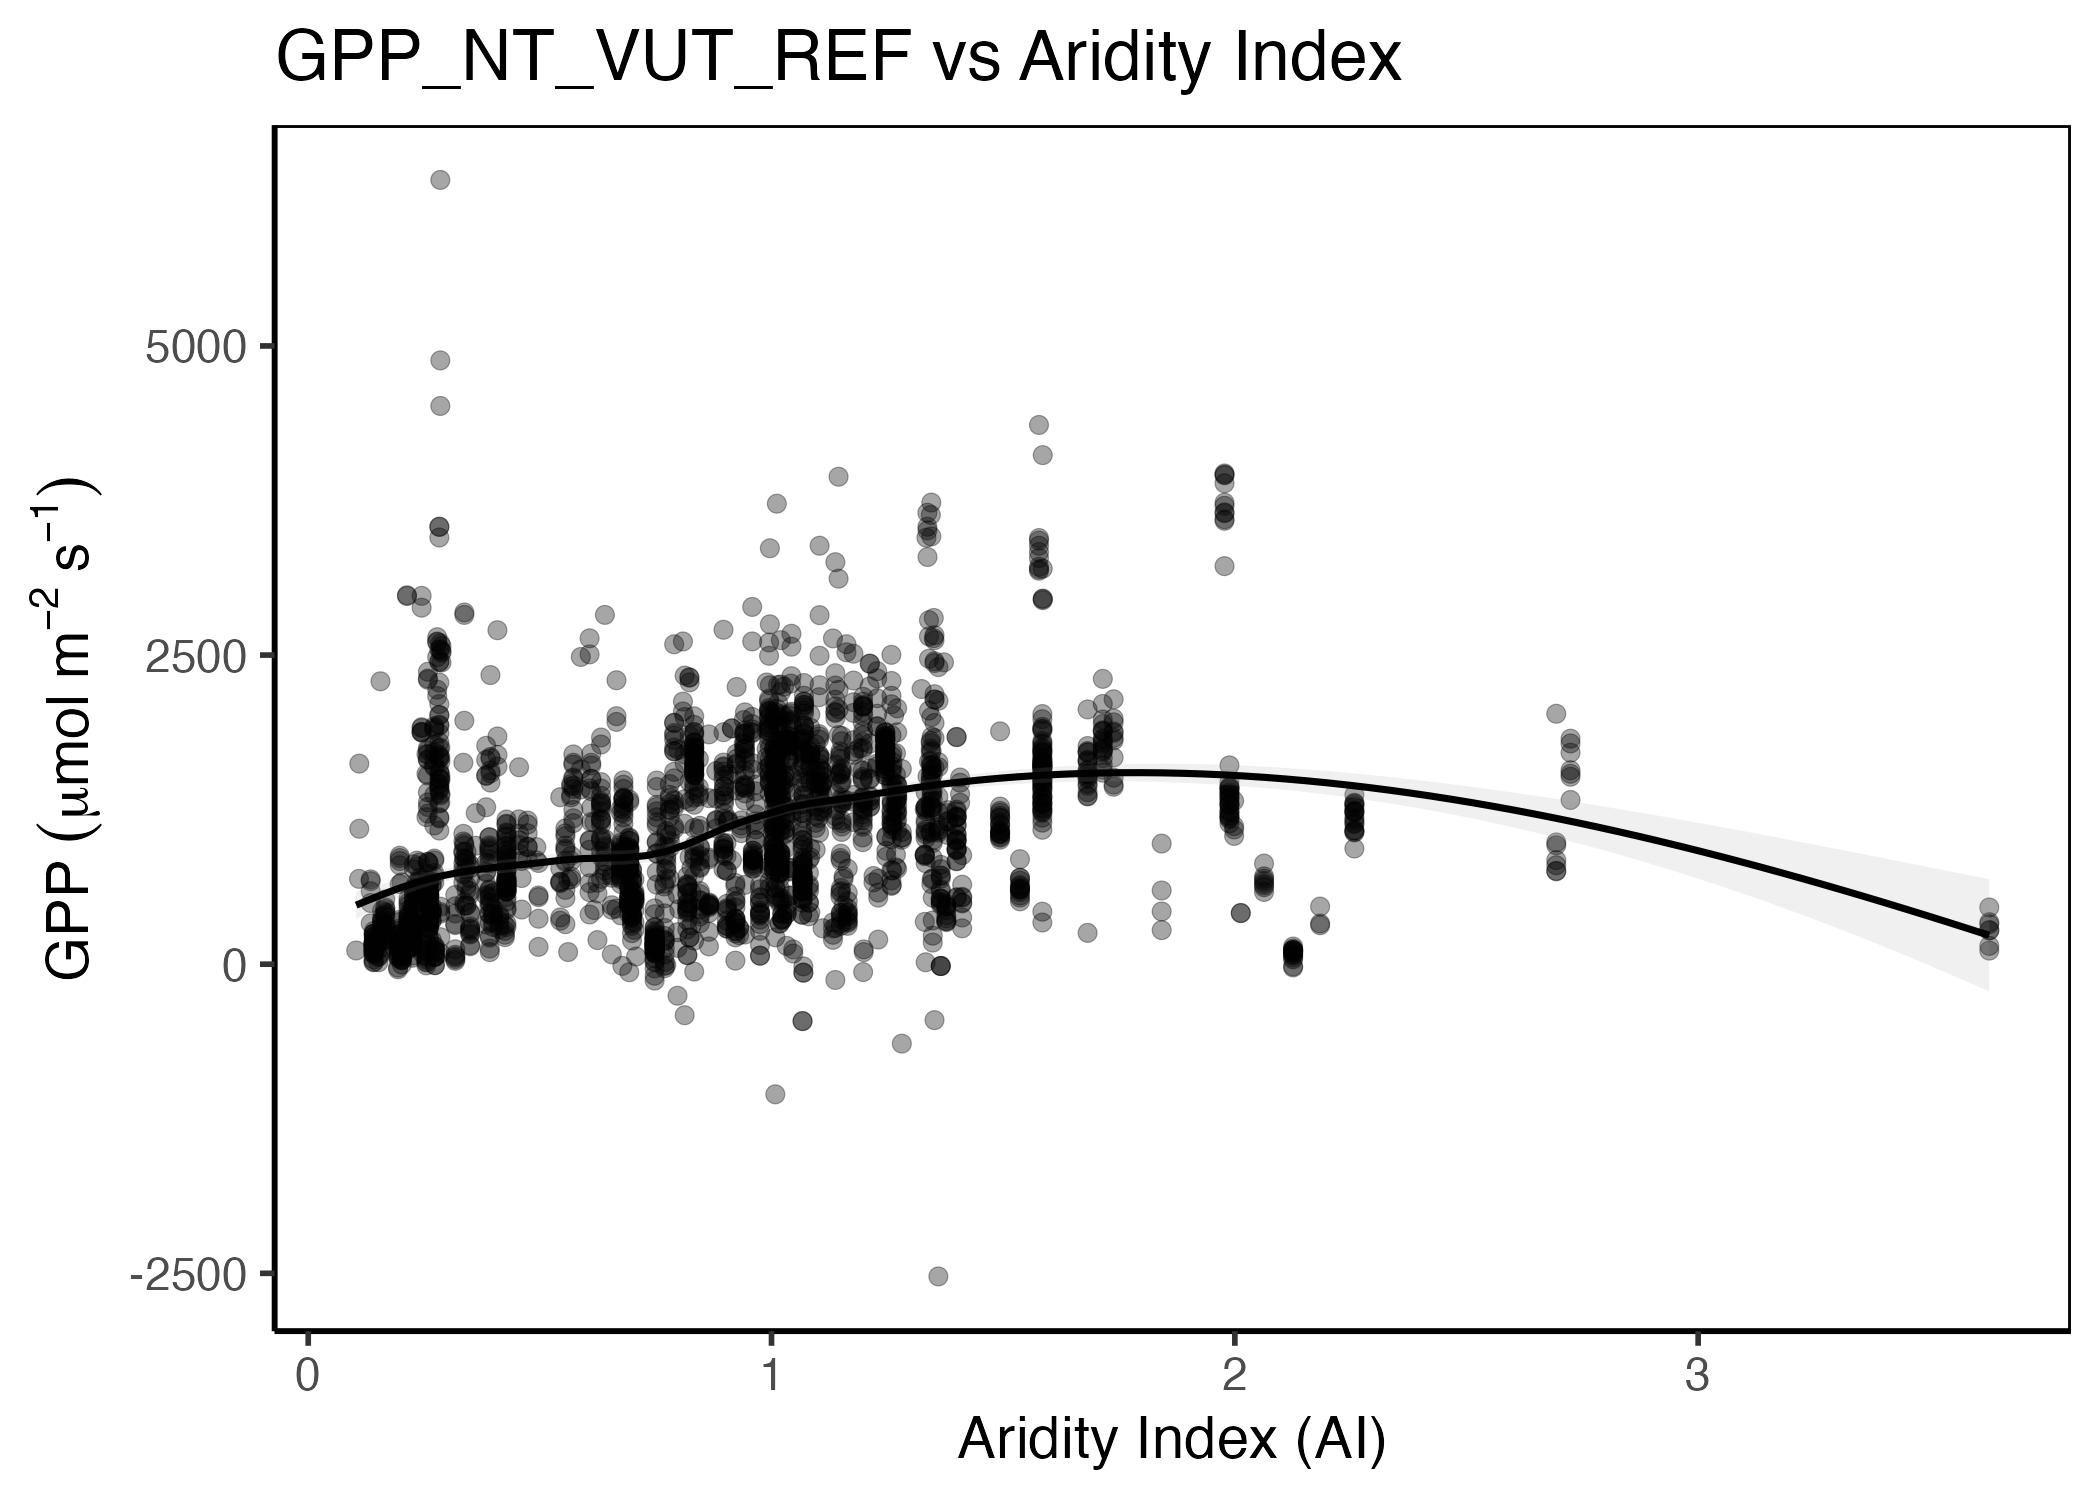 GPP_NT_VUT_REF vs Aridity Index
GPP (μmol m⁻² s⁻¹)
5000
2500
0
-2500
0 1 2 3
Aridity Index (AI)